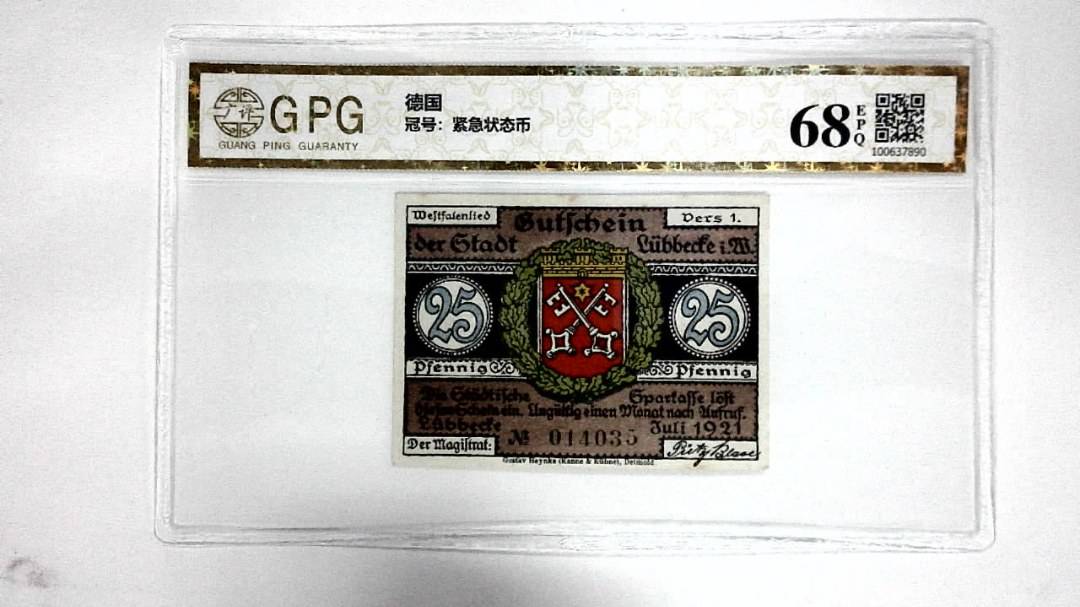 广评
GPG
GUANG PING GUARANTY
德国
冠号：紧急状态币
68
EPQ
100637890
Westfalenlied
Gutschein
Vers 1.
der Stadt
Lübbecke i.W.
25
25
Pfennig
Pfennig
Die Städtische Sparkasse löst
diesen Schein ein. Ungültig einen Monat nach Aufruf.
Lübbecke
Juli 1921
Der Magistrat:
№ 014035
Gustav Heynke (Kanne & Kühne), Detmold